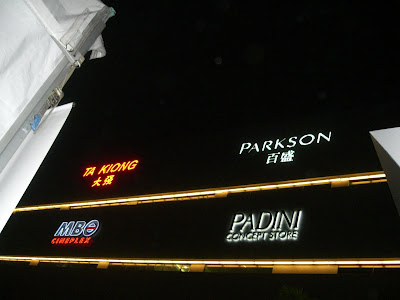 PARKSON
百盛
TA KIONG
大強
MBO
CINEPLEX
PADINI
CONCEPT STORE